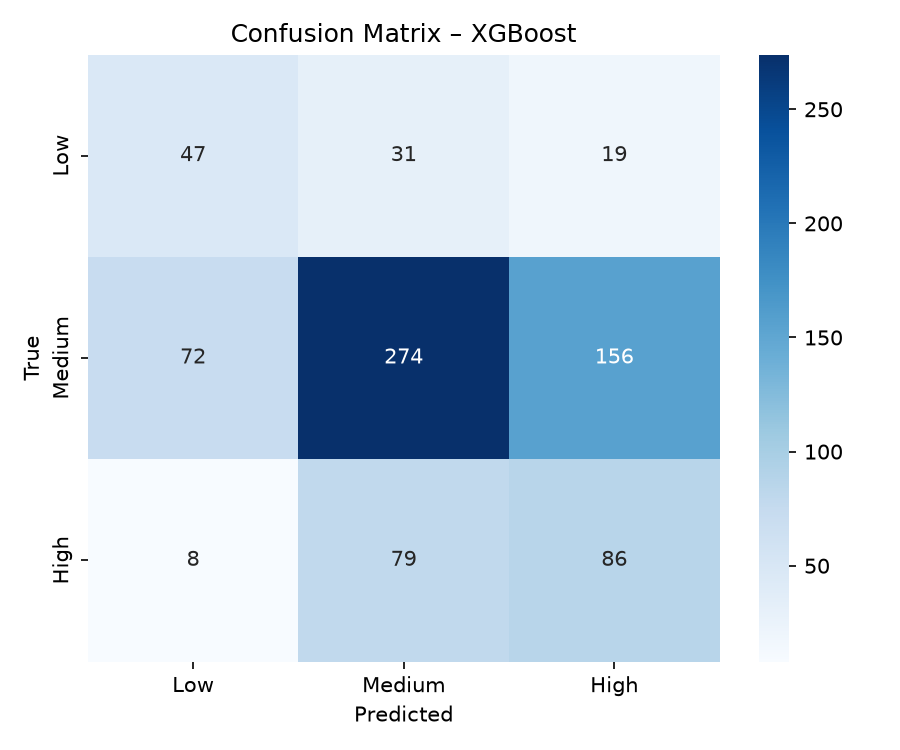 Confusion Matrix – XGBoost
Low
47
31
19
250
200
True
Medium
72
274
156
150
100
High
8
79
86
50
Low
Medium
High
Predicted